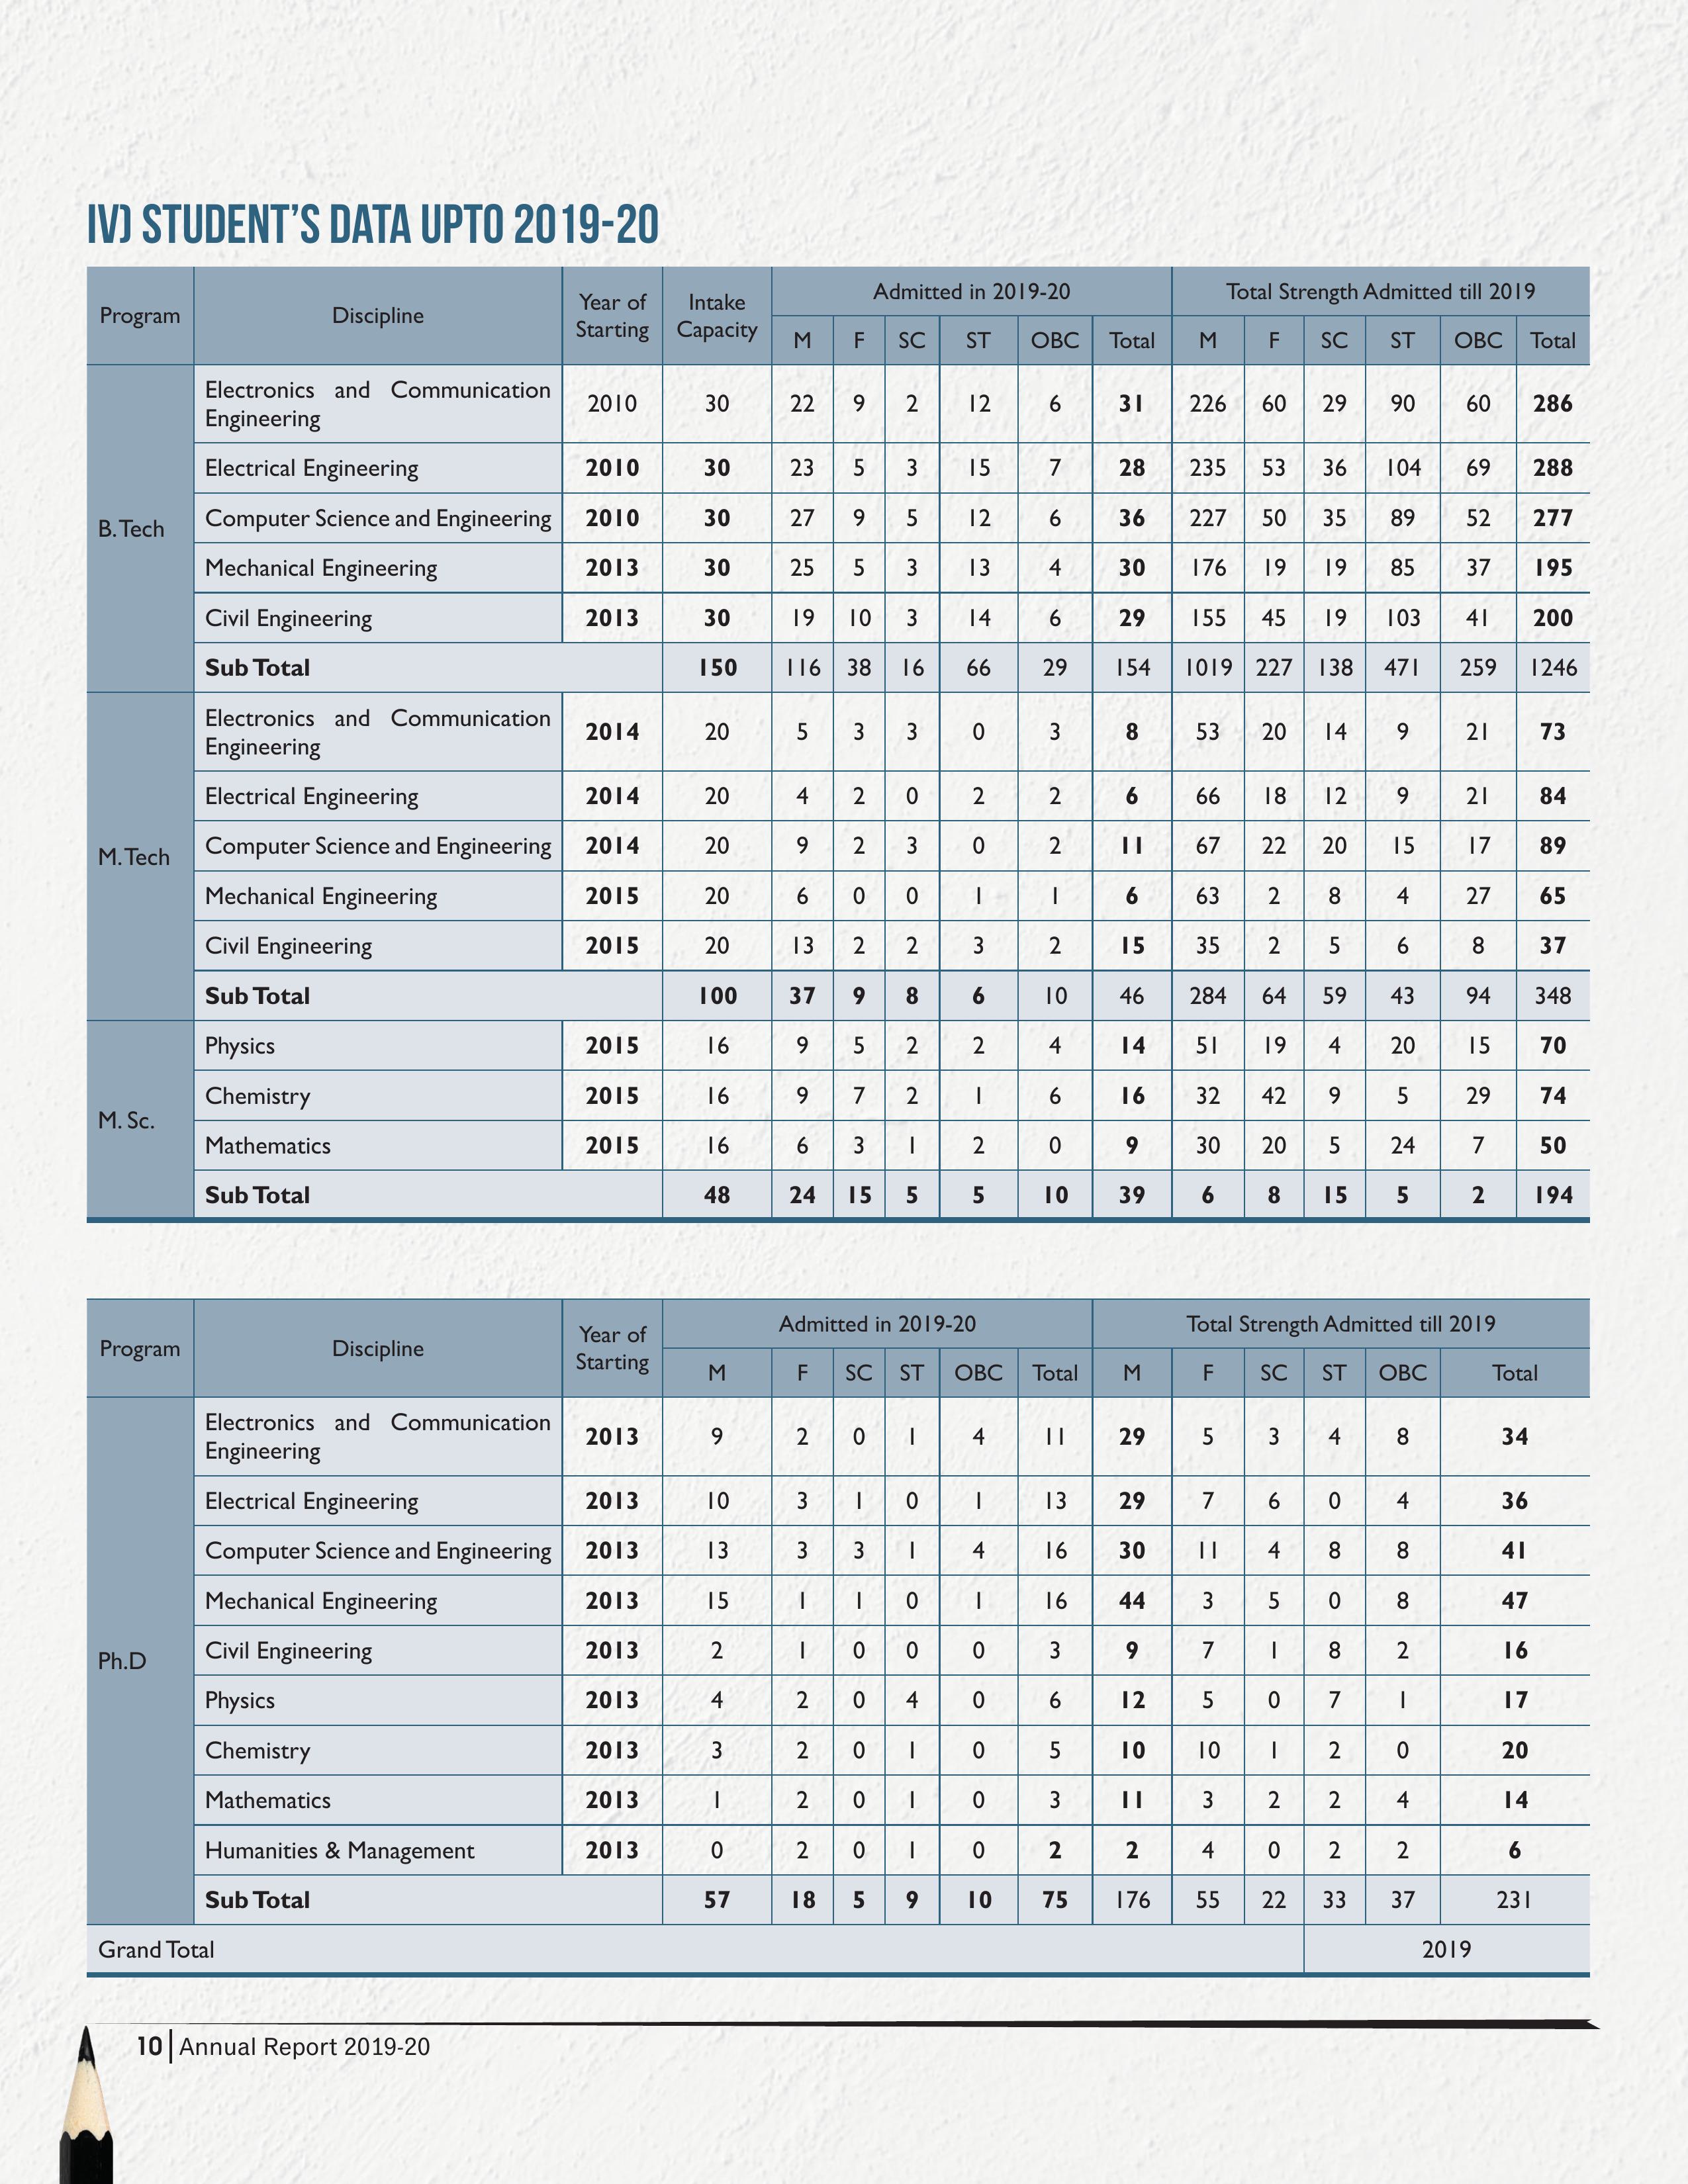 IV) STUDENT'S DATA UPTO 2019-20
Program Discipline Year of Starting Intake Capacity Admitted in 2019-20 Total Strength Admitted till 2019
M F SC ST OBC Total M F SC ST OBC Total
B.Tech
Electronics and Communication Engineering 2010 30 22 9 2 12 6 31 226 60 29 90 60 286
Electrical Engineering 2010 30 23 5 3 15 7 28 235 53 36 104 69 288
Computer Science and Engineering 2010 30 27 9 5 12 6 36 227 50 35 89 52 277
Mechanical Engineering 2013 30 25 5 3 13 4 30 176 19 19 85 37 195
Civil Engineering 2013 30 19 10 3 14 6 29 155 45 19 103 41 200
Sub Total 150 116 38 16 66 29 154 1019 227 138 471 259 1246
M.Tech
Electronics and Communication Engineering 2014 20 5 3 3 0 3 8 53 20 14 9 21 73
Electrical Engineering 2014 20 4 2 0 2 2 6 66 18 12 9 21 84
Computer Science and Engineering 2014 20 9 2 3 0 2 11 67 22 20 15 17 89
Mechanical Engineering 2015 20 6 0 0 1 1 6 63 2 8 4 27 65
Civil Engineering 2015 20 13 2 2 3 2 15 35 2 5 6 8 37
Sub Total 100 37 9 8 6 10 46 284 64 59 43 94 348
M. Sc.
Physics 2015 16 9 5 2 2 4 14 51 19 4 20 15 70
Chemistry 2015 16 9 7 2 1 6 16 32 42 9 5 29 74
Mathematics 2015 16 6 3 1 2 0 9 30 20 5 24 7 50
Sub Total 48 24 15 5 5 10 39 6 8 15 5 2 194
Program Discipline Year of Starting Admitted in 2019-20 Total Strength Admitted till 2019
M F SC ST OBC Total M F SC ST OBC Total
Ph.D
Electronics and Communication Engineering 2013 9 2 0 1 4 11 29 5 3 4 8 34
Electrical Engineering 2013 10 3 1 0 1 13 29 7 6 0 4 36
Computer Science and Engineering 2013 13 3 3 1 4 16 30 11 4 8 8 41
Mechanical Engineering 2013 15 1 1 0 1 16 44 3 5 0 8 47
Civil Engineering 2013 2 1 0 0 0 3 9 7 1 8 2 16
Physics 2013 4 2 0 4 0 6 12 5 0 7 1 17
Chemistry 2013 3 2 0 1 0 5 10 10 1 2 0 20
Mathematics 2013 1 2 0 1 0 3 11 3 2 2 4 14
Humanities & Management 2013 0 2 0 1 0 2 2 4 0 2 2 6
Sub Total 57 18 5 9 10 75 176 55 22 33 37 231
Grand Total 2019
10 Annual Report 2019-20